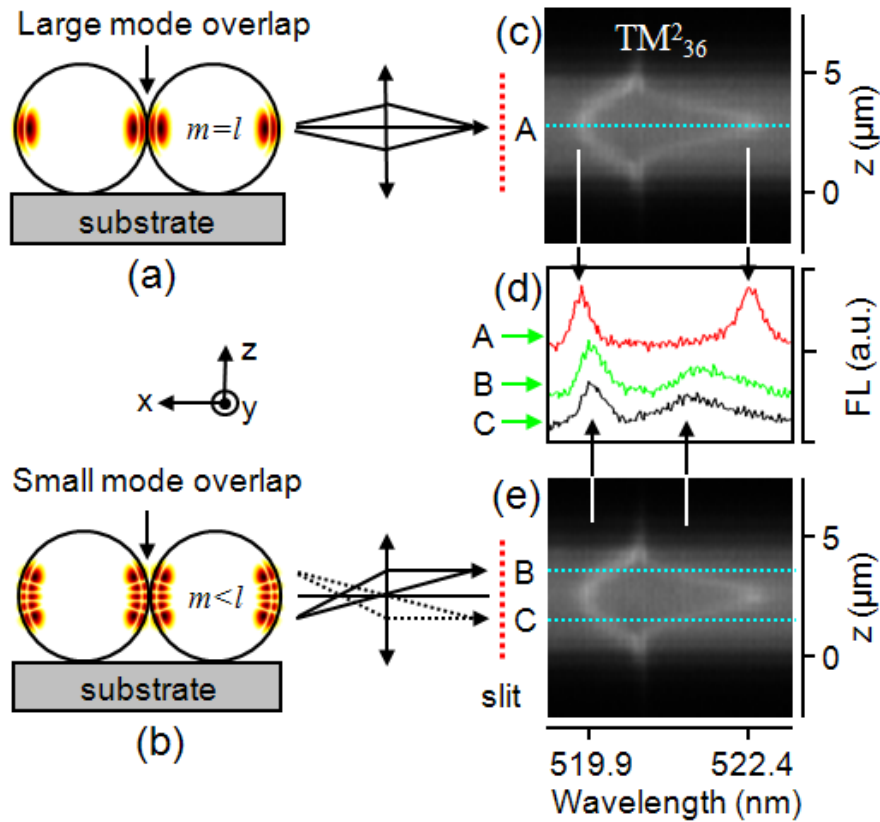 Large mode overlap
m=l
substrate
(a)
A
(c)
TM²₃₆
5
0
z (μm)
(d)
A
B
C
FL (a.u.)
z
x
y
Small mode overlap
m<l
substrate
(b)
B
C
slit
(e)
5
0
z (μm)
519.9
522.4
Wavelength (nm)